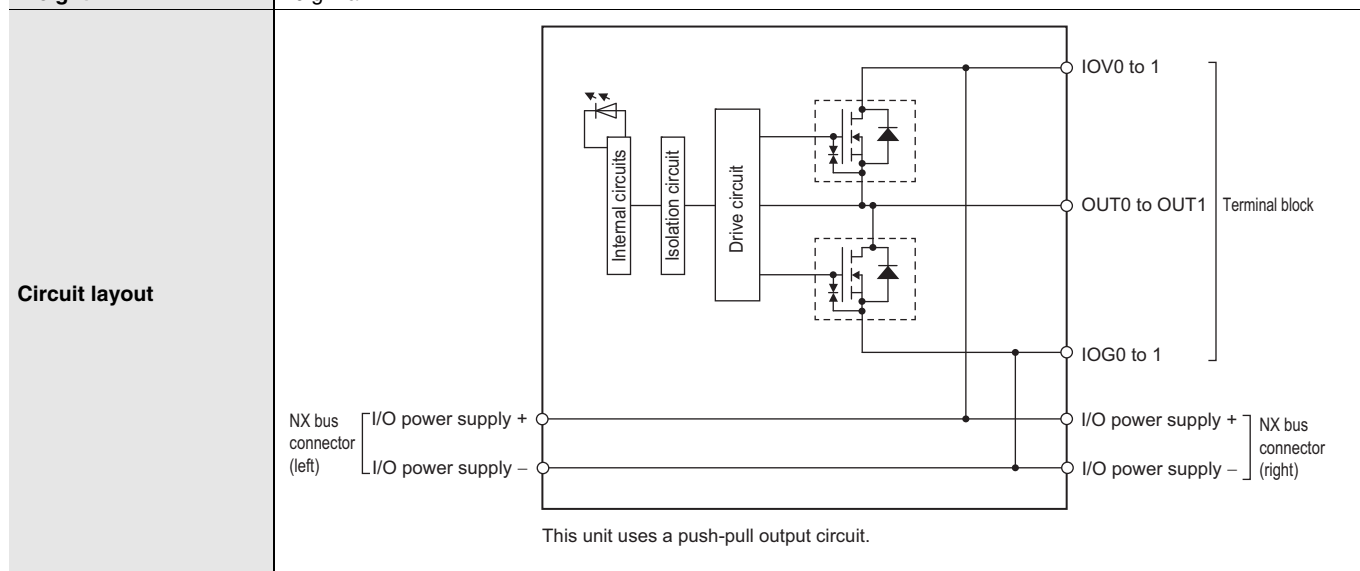 Circuit layout
IOV0 to 1
Internal circuits
Isolation circuit
Drive circuit
OUT0 to OUT1
Terminal block
IOG0 to 1
NX bus
connector
(left)
I/O power supply +
I/O power supply –
I/O power supply +
I/O power supply –
NX bus
connector
(right)
This unit uses a push-pull output circuit.